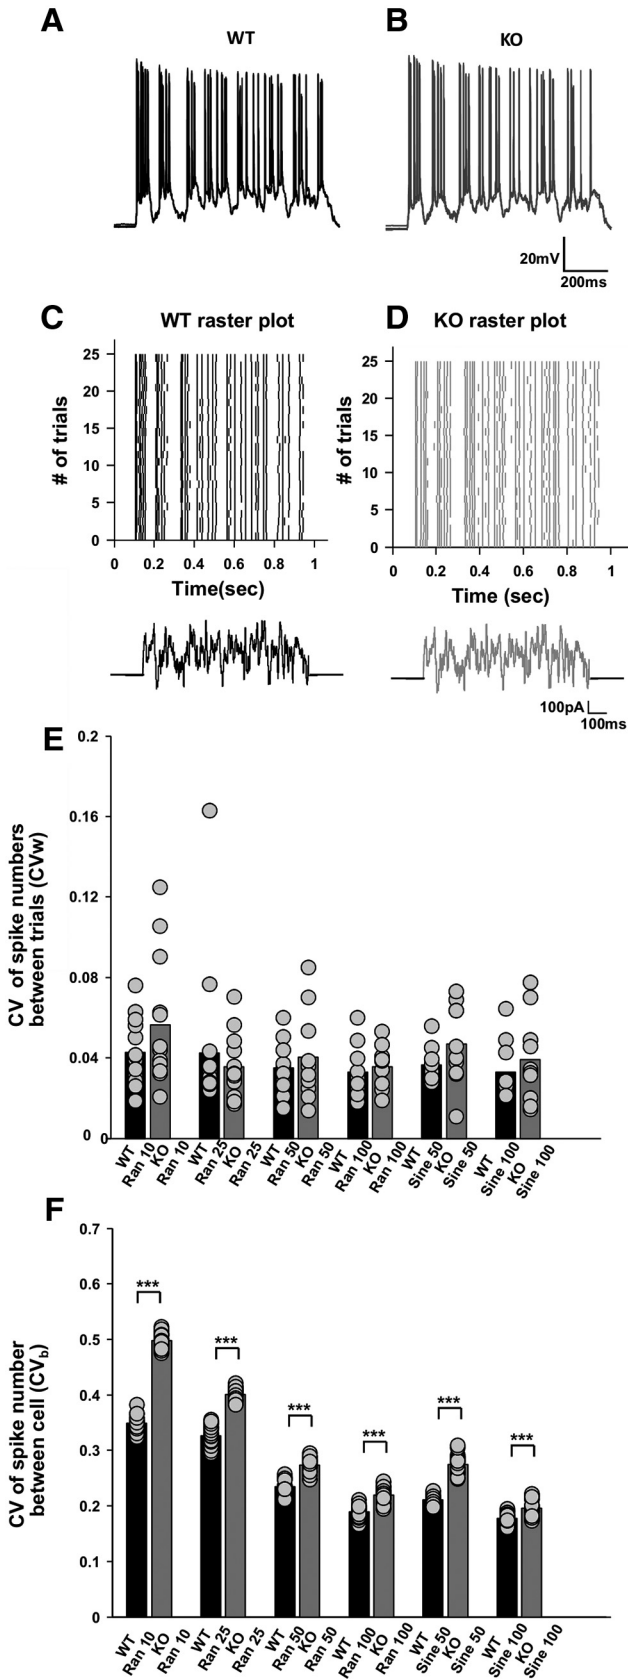 A
WT
B
KO
20mV
200ms
C
WT raster plot
# of trials
25
20
15
10
5
0
0 0.2 0.4 0.6 0.8 1
Time(sec)
D
KO raster plot
# of trials
25
20
15
10
5
0
0 0.2 0.4 0.6 0.8 1
Time (sec)
100pA
100ms
E
CV of spike numbers
between trials (CVw)
0.2
0.16
0.12
0.08
0.04
0 0
WT
Ran 10
KO
Ran 10
WT
Ran 25
KO
Ran 25
WT
Ran 50
KO
Ran 50
WT
Ran 100
KO
Ran 100
WT
Sine 50
KO
Sine 50
WT
Sine 100
KO
Sine 100
F
CV of spike number
between cell (CVb)
0.7
0.6
0.5
0.4
0.3
0.2
0.1
0
***
***
***
***
***
***
WT
Ran 10
KO
Ran 10
WT
Ran 25
KO
Ran 25
WT
Ran 50
KO
Ran 50
WT
Ran 100
KO
Ran 100
WT
Sine 50
KO
Sine 50
WT
Sine 100
KO
Sine 100